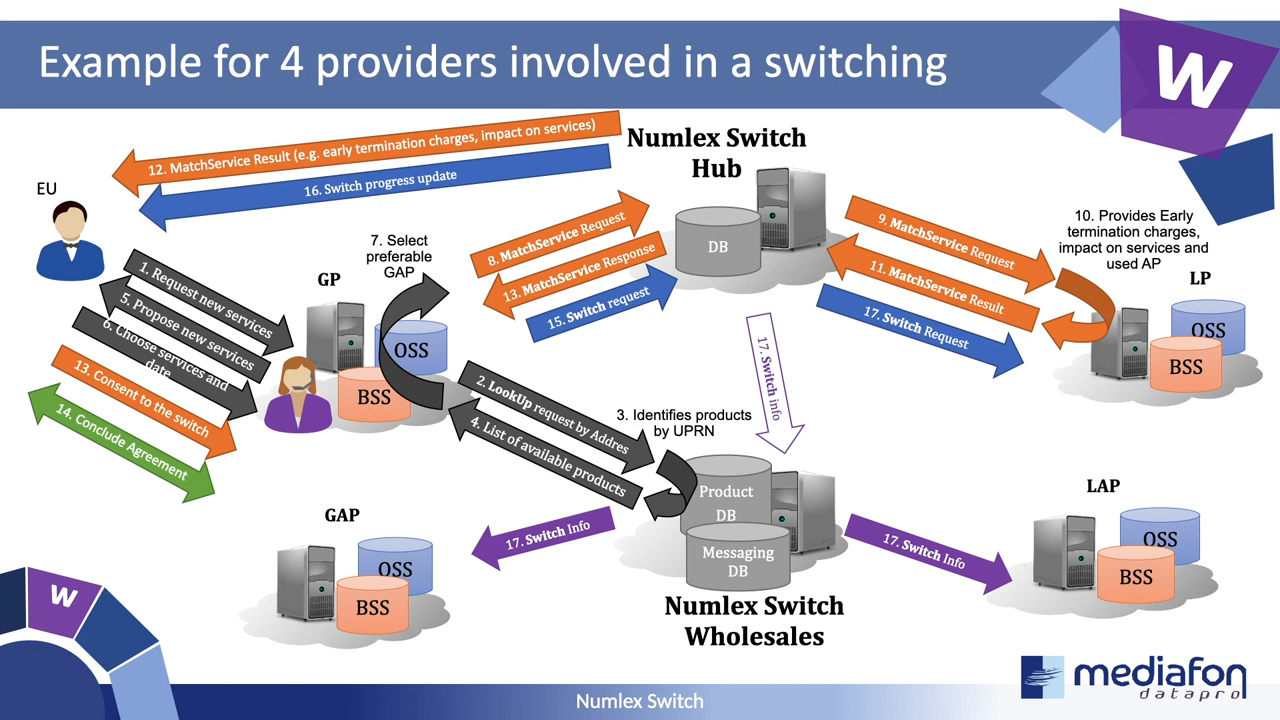 Example for 4 providers involved in a switching
W
12. MatchService Result (e.g. early termination charges, impact on services)
16. Switch progress update
Numlex Switch
Hub
DB
EU
1. Request new services
5. Propose new services
6. Choose services and
date
13. Consent to the switch
14. Conclude Agreement
GP
OSS
BSS
7. Select
preferable
GAP
8. MatchService Request
13. MatchService Response
15. Switch request
9. MatchService Request
11. MatchService Result
17. Switch Request
10. Provides Early
termination charges,
impact on services and
used AP
LP
OSS
BSS
2. LookUp request by Addres
4. List of available products
3. Identifies products
by UPRN
17. Switch info
Product
DB
Messaging
DB
Numlex Switch
Wholesales
17. Switch Info
17. Switch Info
GAP
OSS
BSS
LAP
OSS
BSS
W
Numlex Switch
mediafon
datapro